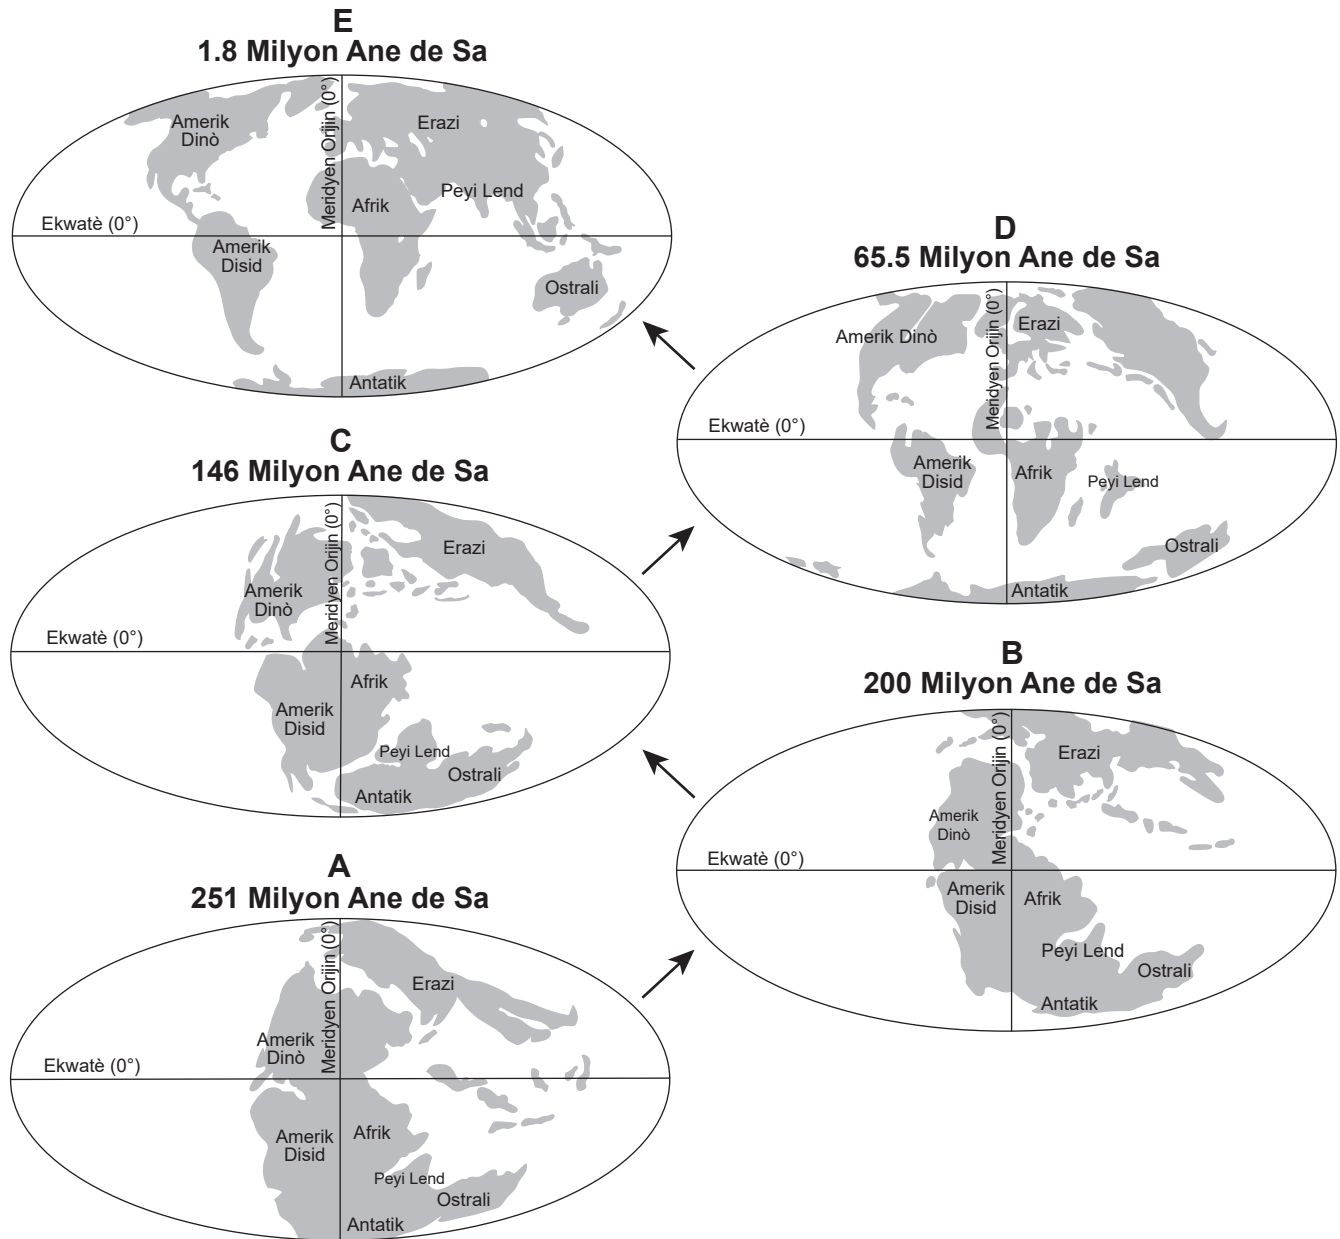 E
1.8 Milyon Ane de Sa
Meridyen Orijin (0°)
Amerik
Dinò
Erazi
Peyi Lend
Afrik
Ekwatè (0°)
Amerik
Disid
Ostrali
Antatik
D
65.5 Milyon Ane de Sa
Meridyen Orijin (0°)
Amerik Dinò
Erazi
Ekwatè (0°)
Amerik
Disid
Afrik
Peyi Lend
Ostrali
Antatik
C
146 Milyon Ane de Sa
Meridyen Orijin (0°)
Erazi
Amerik
Dinò
Ekwatè (0°)
Afrik
Amerik
Disid
Peyi Lend
Ostrali
Antatik
B
200 Milyon Ane de Sa
Meridyen Orijin (0°)
Erazi
Amerik
Dinò
Ekwatè (0°)
Amerik
Disid
Afrik
Peyi Lend
Ostrali
Antatik
A
251 Milyon Ane de Sa
Meridyen Orijin (0°)
Erazi
Amerik
Dinò
Ekwatè (0°)
Amerik
Disid
Afrik
Peyi Lend
Ostrali
Antatik